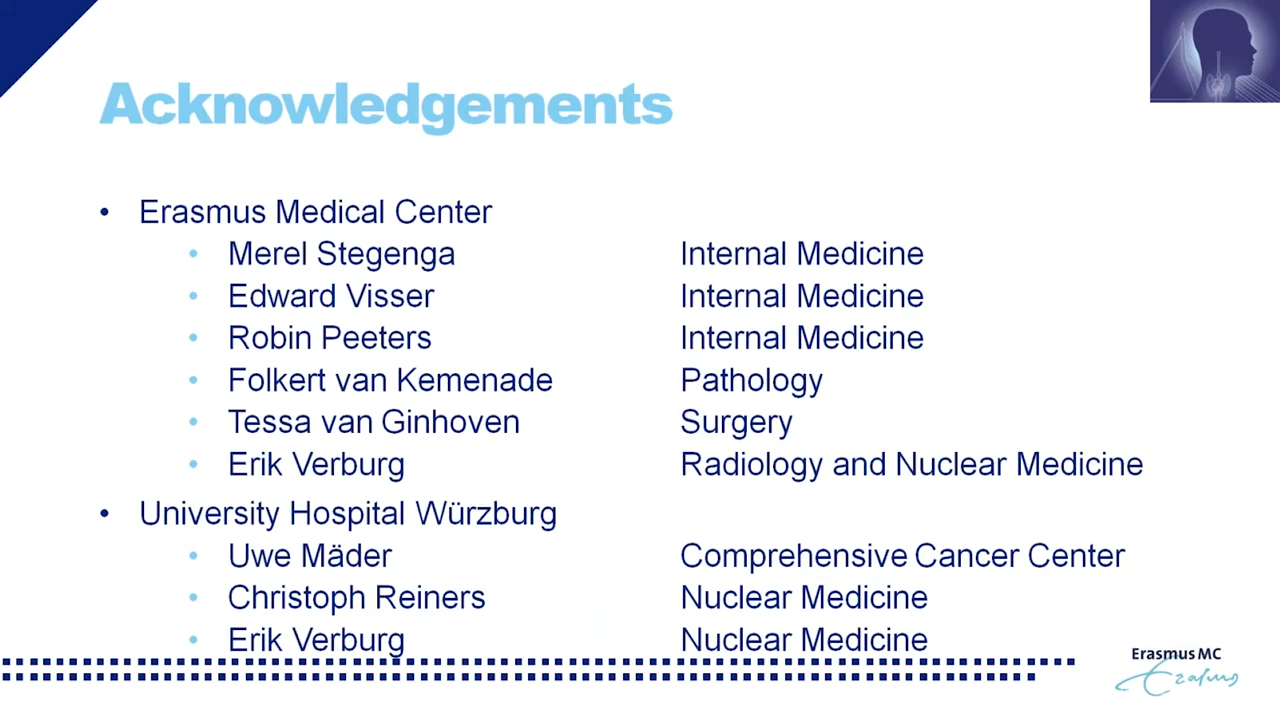 Acknowledgements
• Erasmus Medical Center
• Merel Stegenga Internal Medicine
• Edward Visser Internal Medicine
• Robin Peeters Internal Medicine
• Folkert van Kemenade Pathology
• Tessa van Ginhoven Surgery
• Erik Verburg Radiology and Nuclear Medicine
• University Hospital Würzburg
• Uwe Mäder Comprehensive Cancer Center
• Christoph Reiners Nuclear Medicine
• Erik Verburg Nuclear Medicine
Erasmus MC
Erasmus